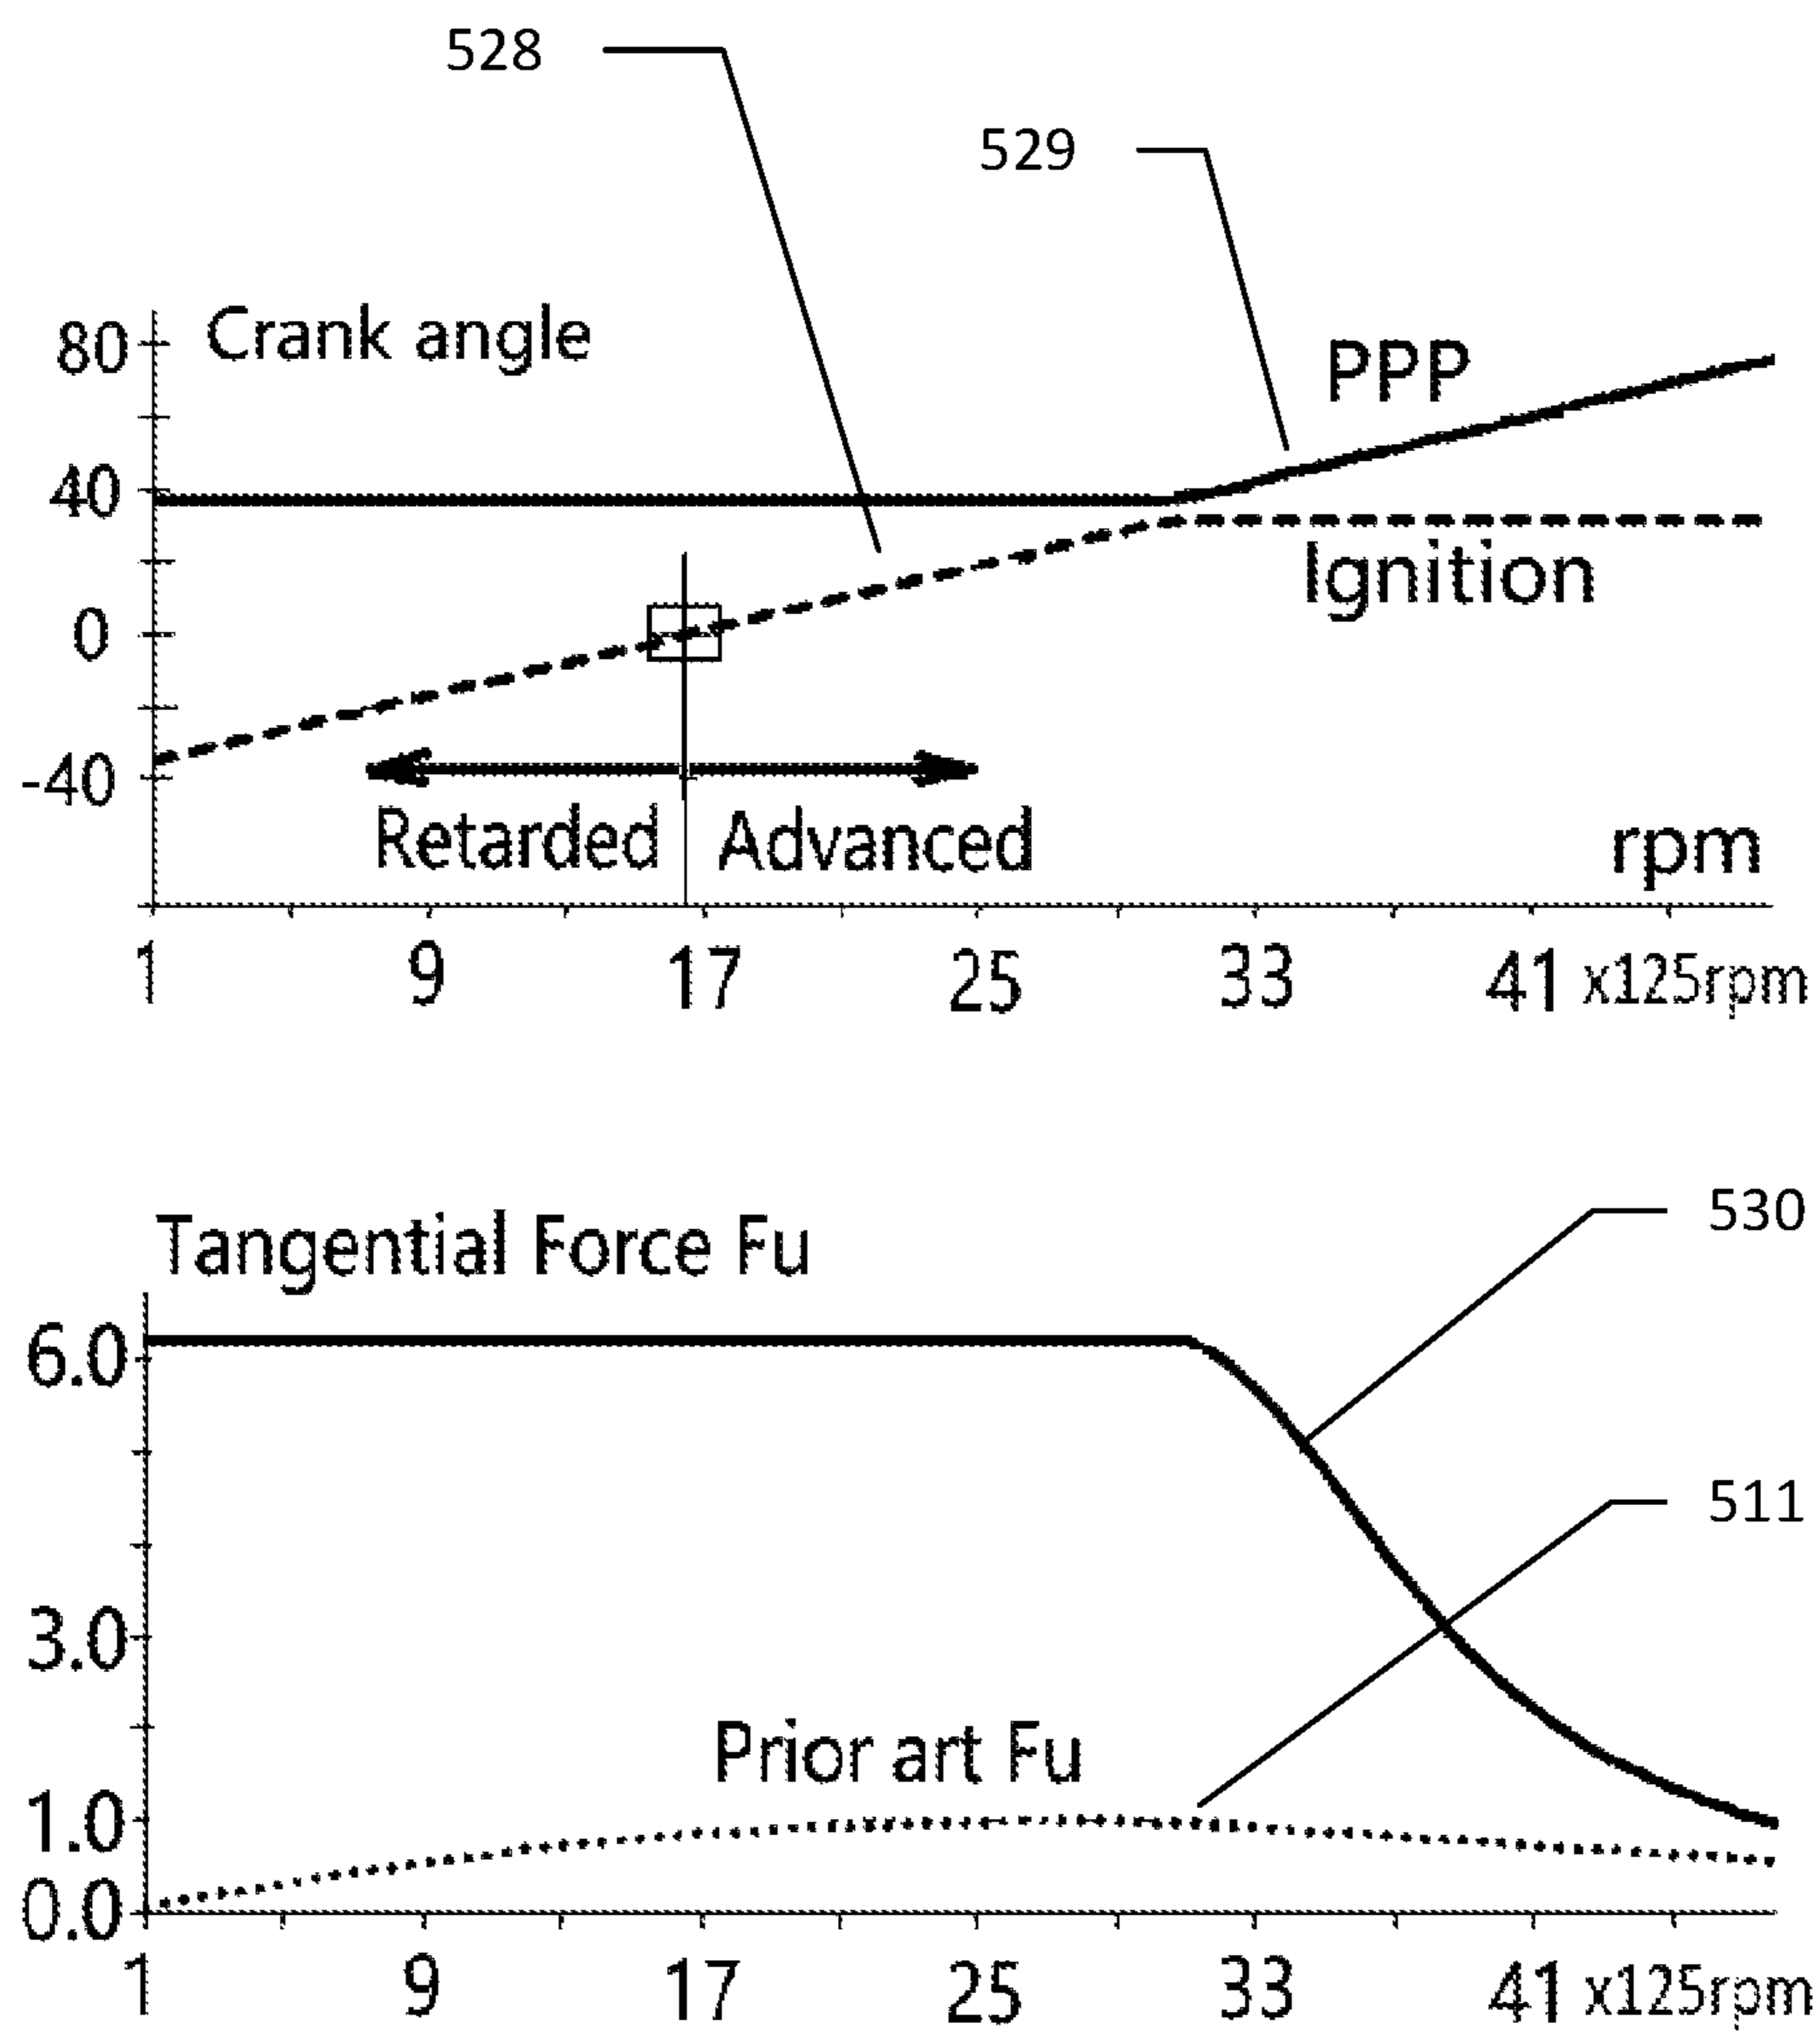 528
529
80 Crank angle
PPP
40
Ignition
0
-40
Retarded Advanced
rpm
1 9 17 25 33 41 x125rpm
530
Tangential Force Fu
6.0
511
3.0
Prior art Fu
1.0
0.0
1 9 17 25 33 41 x125rpm